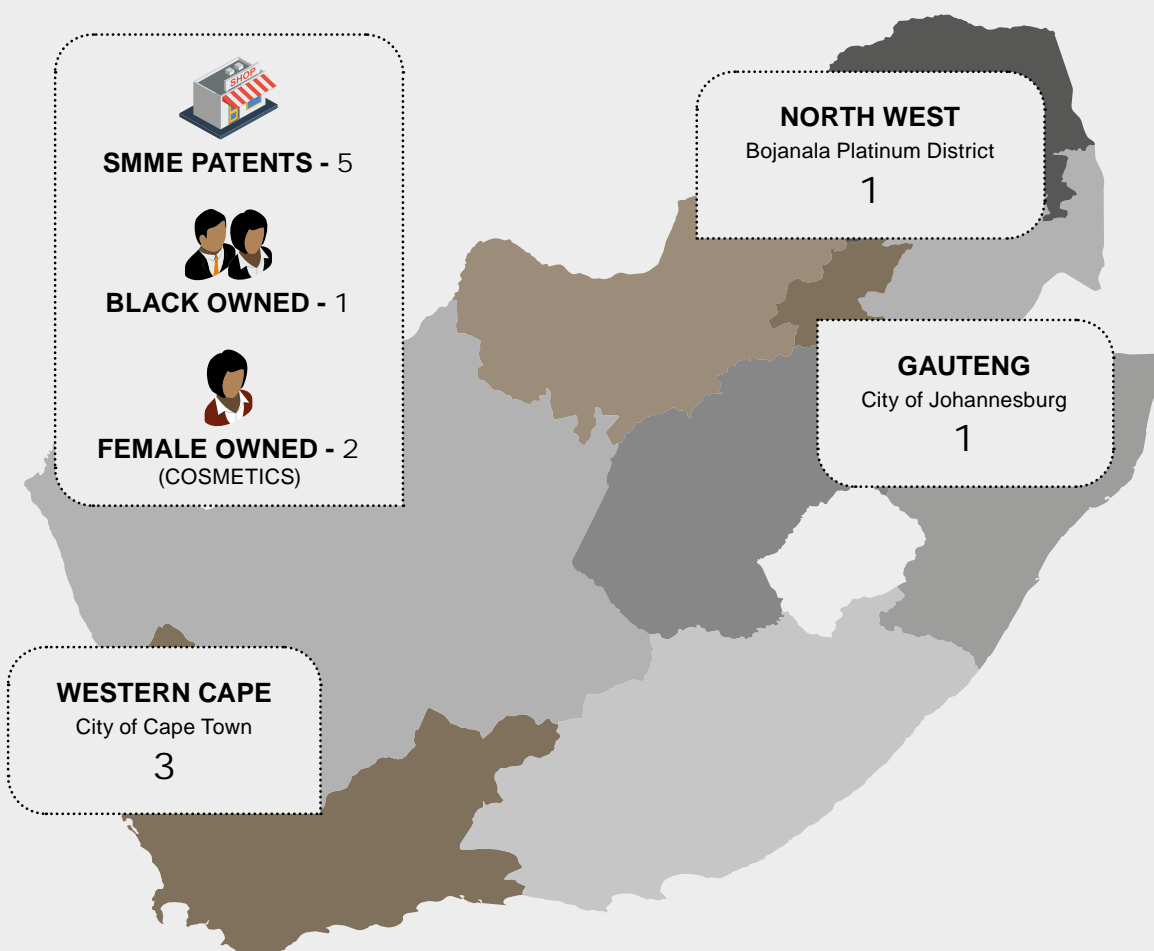 SHOP
SMME PATENTS - 5
BLACK OWNED - 1
FEMALE OWNED - 2
(COSMETICS)
NORTH WEST
Bojanala Platinum District
1
GAUTENG
City of Johannesburg
1
WESTERN CAPE
City of Cape Town
3